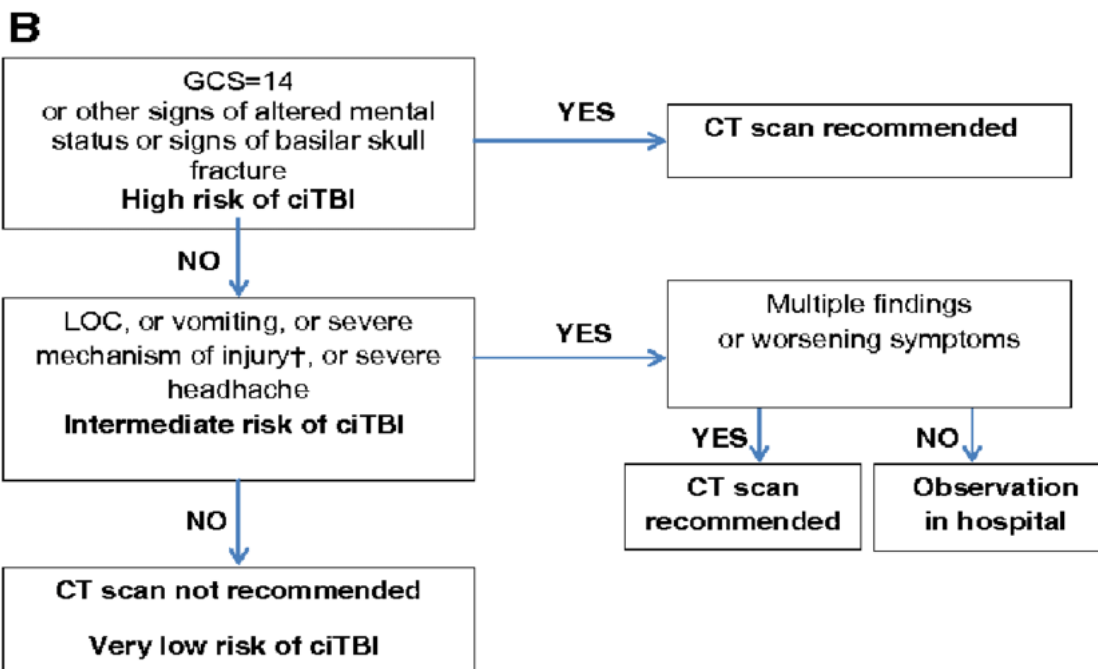 B
GCS=14
or other signs of altered mental
status or signs of basilar skull
fracture
High risk of ciTBI
YES
CT scan recommended
NO
LOC, or vomiting, or severe
mechanism of injury†, or severe
headhache
Intermediate risk of ciTBI
YES
Multiple findings
or worsening symptoms
YES
NO
CT scan
recommended
Observation
in hospital
NO
CT scan not recommended
Very low risk of ciTBI